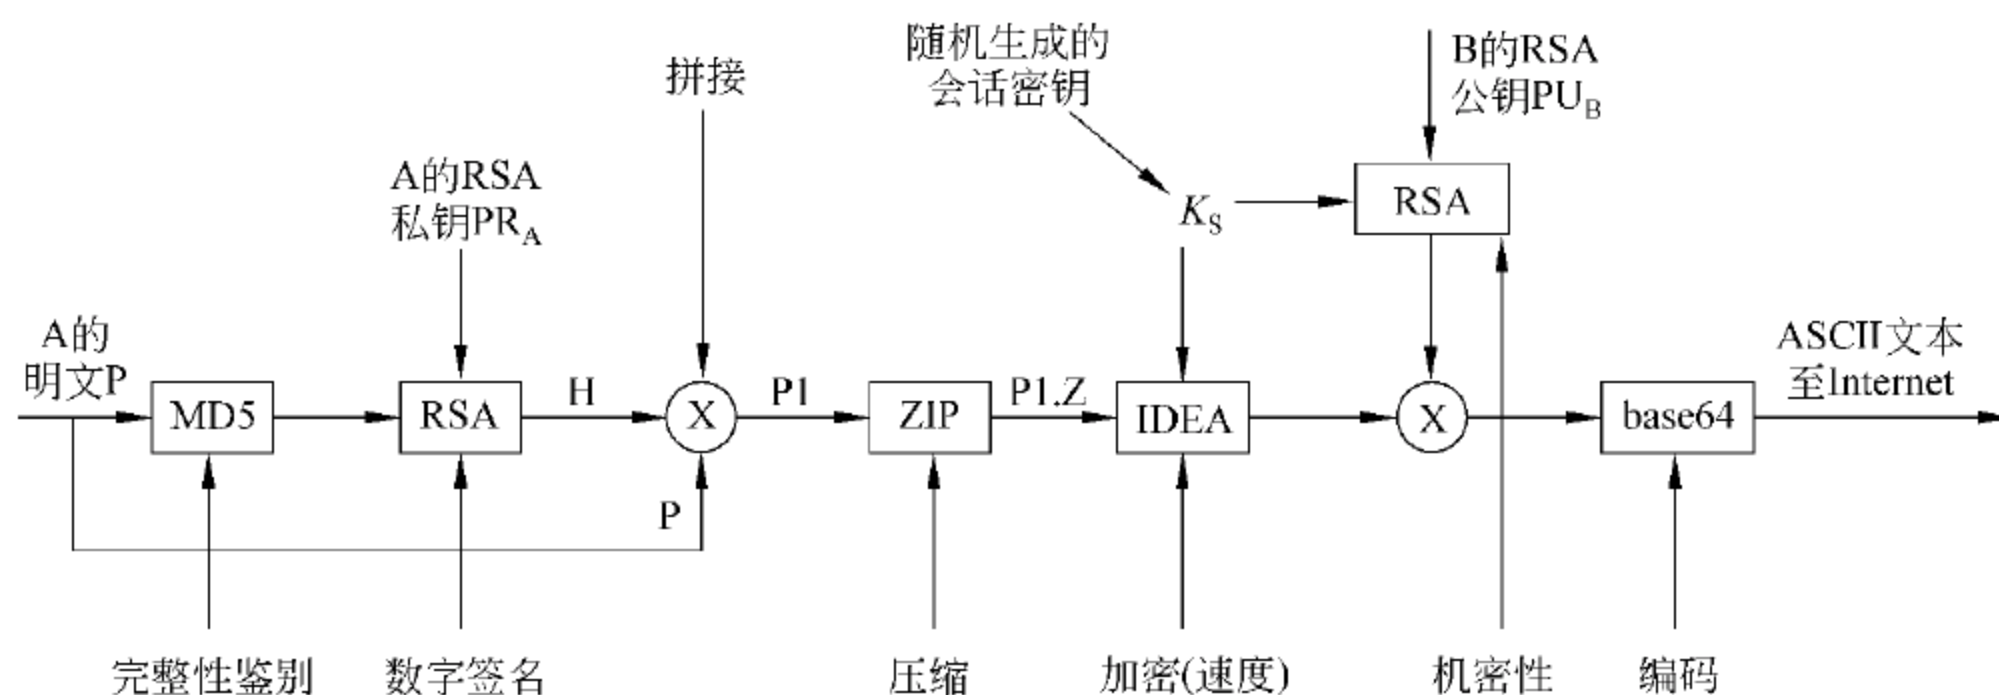 随机生成的
会话密钥
B的RSA
公钥PU_B
拼接
A的RSA
私钥PR_A
K_S
RSA
A的
明文P
MD5
RSA
H
X
P1
ZIP
P1.Z
IDEA
X
base64
ASCII文本
至Internet
P
完整性鉴别
数字签名
压缩
加密(速度)
机密性
编码